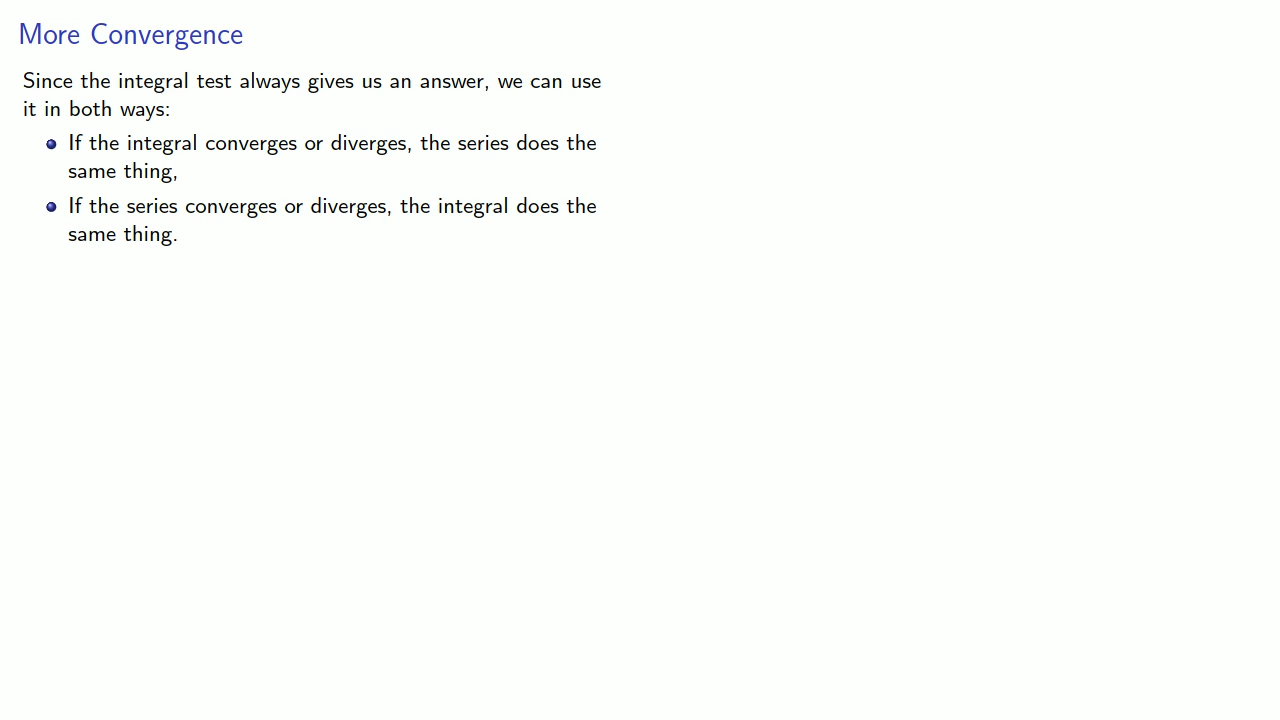 More Convergence
Since the integral test always gives us an answer, we can use
it in both ways:
If the integral converges or diverges, the series does the
same thing,
If the series converges or diverges, the integral does the
same thing.